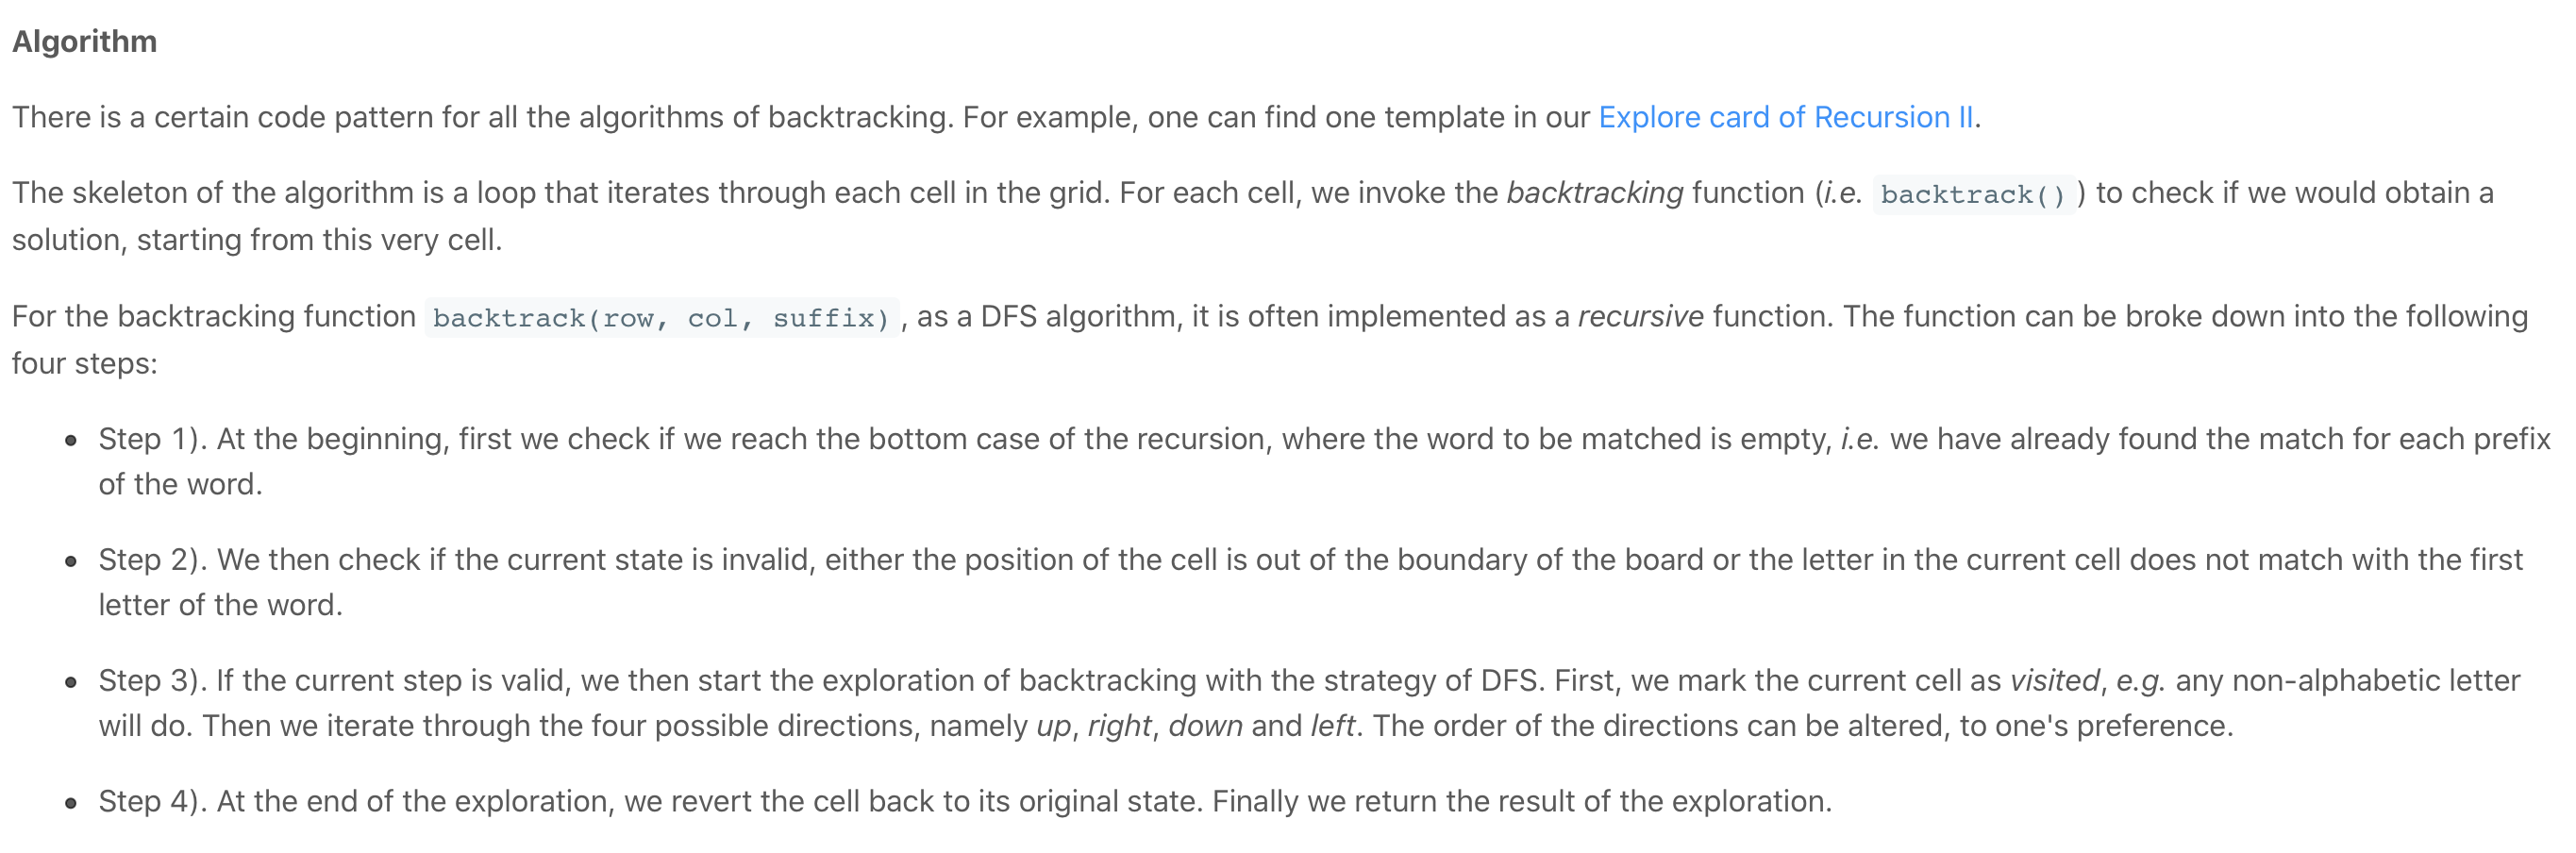 Algorithm
There is a certain code pattern for all the algorithms of backtracking. For example, one can find one template in our Explore card of Recursion II.
The skeleton of the algorithm is a loop that iterates through each cell in the grid. For each cell, we invoke the backtracking function (i.e. backtrack() ) to check if we would obtain a
solution, starting from this very cell.
For the backtracking function backtrack(row, col, suffix) , as a DFS algorithm, it is often implemented as a recursive function. The function can be broke down into the following
four steps:
• Step 1). At the beginning, first we check if we reach the bottom case of the recursion, where the word to be matched is empty, i.e. we have already found the match for each prefix
of the word.
• Step 2). We then check if the current state is invalid, either the position of the cell is out of the boundary of the board or the letter in the current cell does not match with the first
letter of the word.
• Step 3). If the current step is valid, we then start the exploration of backtracking with the strategy of DFS. First, we mark the current cell as visited, e.g. any non-alphabetic letter
will do. Then we iterate through the four possible directions, namely up, right, down and left. The order of the directions can be altered, to one's preference.
• Step 4). At the end of the exploration, we revert the cell back to its original state. Finally we return the result of the exploration.